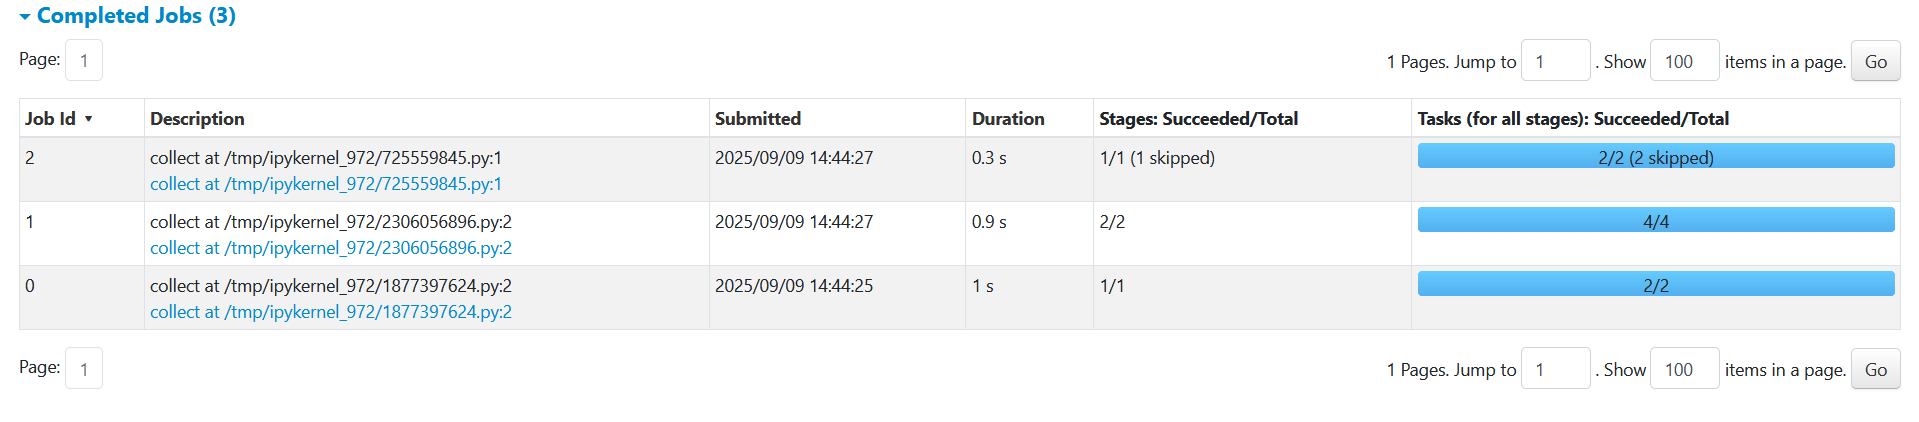 Completed Jobs (3)
Page: 1
1 Pages. Jump to 1 . Show 100 items in a page. Go
Job Id ▼ Description Submitted Duration Stages: Succeeded/Total Tasks (for all stages): Succeeded/Total
2 collect at /tmp/ipykernel_972/725559845.py:1 2025/09/09 14:44:27 0.3 s 1/1 (1 skipped) 2/2 (2 skipped)
collect at /tmp/ipykernel_972/725559845.py:1
1 collect at /tmp/ipykernel_972/2306056896.py:2 2025/09/09 14:44:27 0.9 s 2/2 4/4
collect at /tmp/ipykernel_972/2306056896.py:2
0 collect at /tmp/ipykernel_972/1877397624.py:2 2025/09/09 14:44:25 1 s 1/1 2/2
collect at /tmp/ipykernel_972/1877397624.py:2
Page: 1
1 Pages. Jump to 1 . Show 100 items in a page. Go